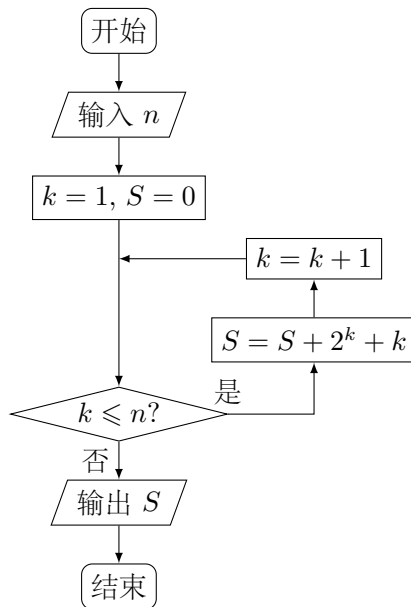 开始
输入 n
k = 1, S = 0
k = k + 1
S = S + 2^k + k
k ⩽ n?
是
否
输出 S
结束